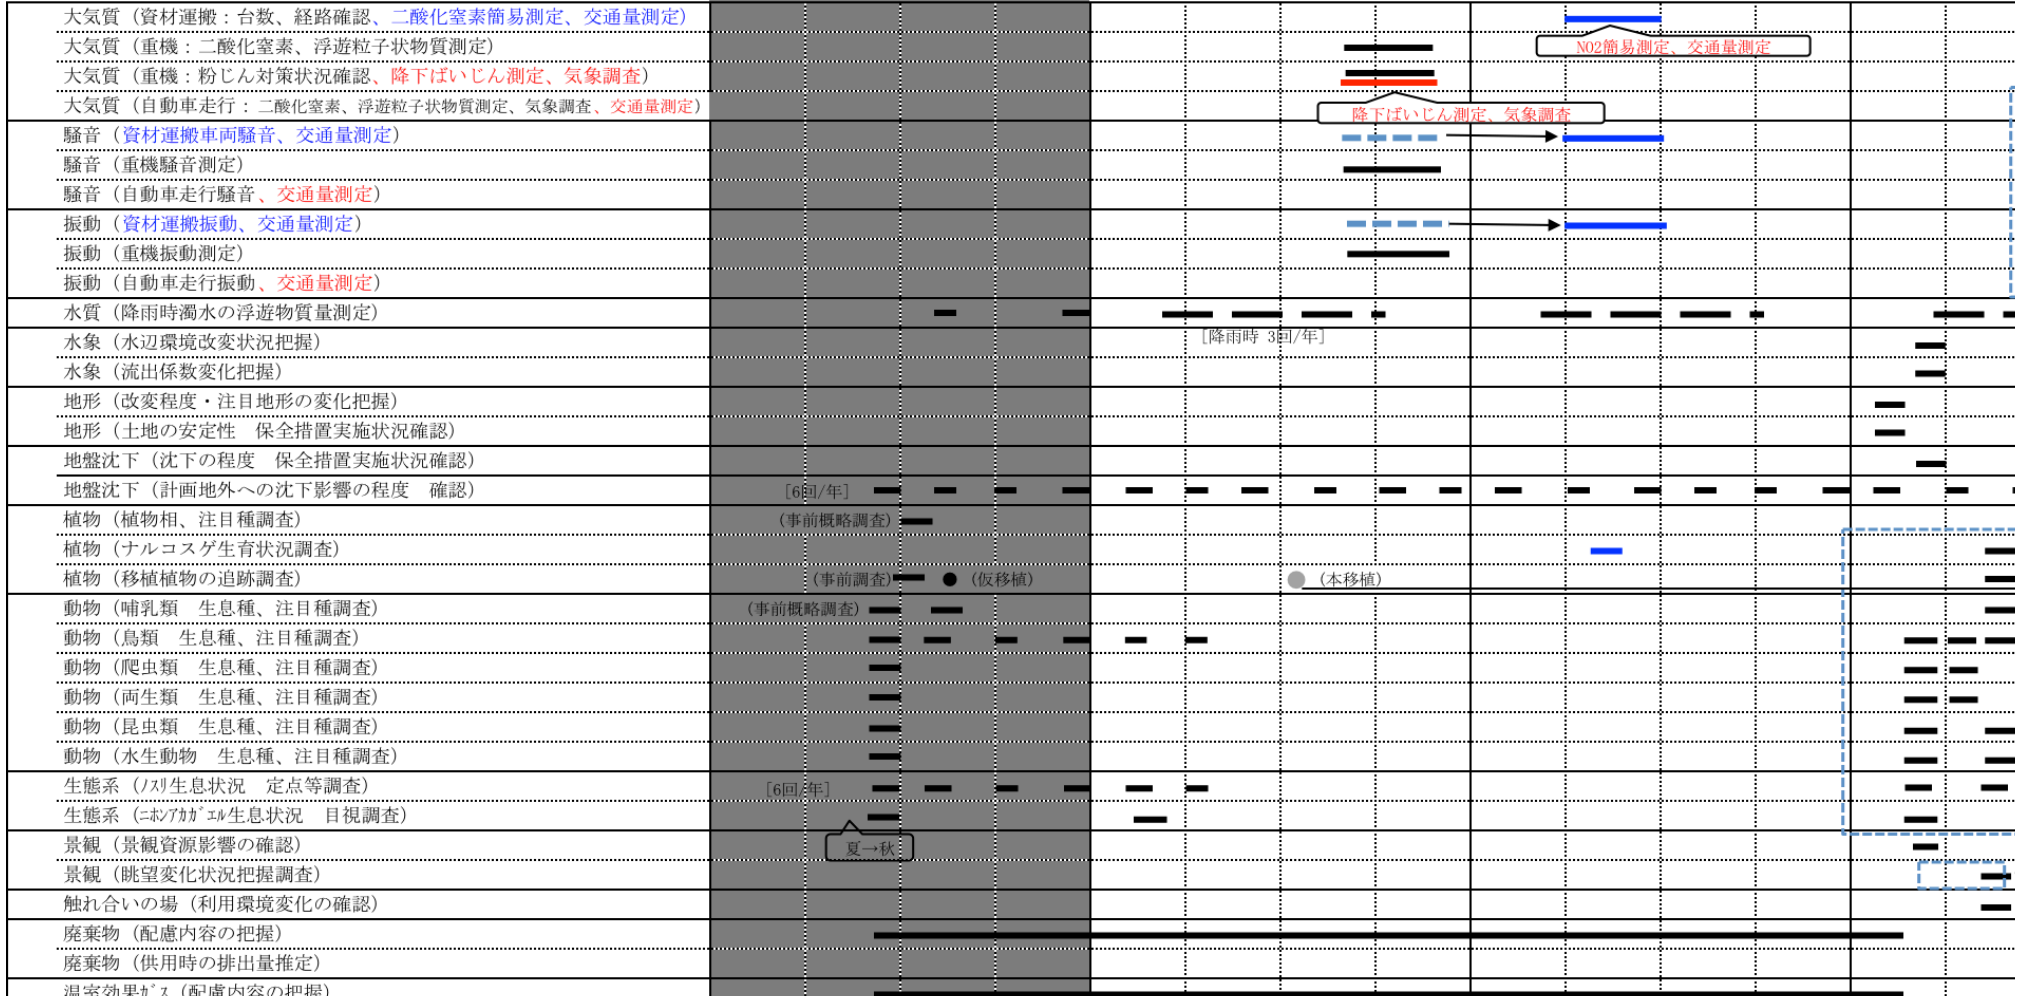 大気質（資材運搬：台数、経路確認、二酸化窒素簡易測定、交通量測定）
大気質（重機：二酸化窒素、浮遊粒子状物質測定）
NO2簡易測定、交通量測定
大気質（重機：粉じん対策状況確認、降下ばいじん測定、気象調査）
大気質（自動車走行：二酸化窒素、浮遊粒子状物質測定、気象調査、交通量測定）
降下ばいじん測定、気象調査
騒音（資材運搬車両騒音、交通量測定）
騒音（重機騒音測定）
騒音（自動車走行騒音、交通量測定）
振動（資材運搬振動、交通量測定）
振動（重機振動測定）
振動（自動車走行振動、交通量測定）
水質（降雨時濁水の浮遊物質量測定）
[降雨時 3回/年]
水象（水辺環境改変状況把握）
水象（流出係数変化把握）
地形（改変程度・注目地形の変化把握）
地形（土地の安定性　保全措置実施状況確認）
地盤沈下（沈下の程度　保全措置実施状況確認）
地盤沈下（計画地外への沈下影響の程度　確認） [6回/年]
植物（植物相、注目種調査） （事前概略調査）
植物（ナルコスゲ生育状況調査）
植物（移植植物の追跡調査） （事前調査） （仮移植） （本移植）
動物（哺乳類　生息種、注目種調査） （事前概略調査）
動物（鳥類　生息種、注目種調査）
動物（爬虫類　生息種、注目種調査）
動物（両生類　生息種、注目種調査）
動物（昆虫類　生息種、注目種調査）
動物（水生動物　生息種、注目種調査）
生態系（ﾉｽﾘ生息状況　定点等調査） [6回/年]
生態系（ﾆﾎﾝｱｶｶﾞｴﾙ生息状況　目視調査）
夏→秋
景観（景観資源影響の確認）
景観（眺望変化状況把握調査）
触れ合いの場（利用環境変化の確認）
廃棄物（配慮内容の把握）
廃棄物（供用時の排出量推定）
温室効果ｶﾞｽ（配慮内容の把握）